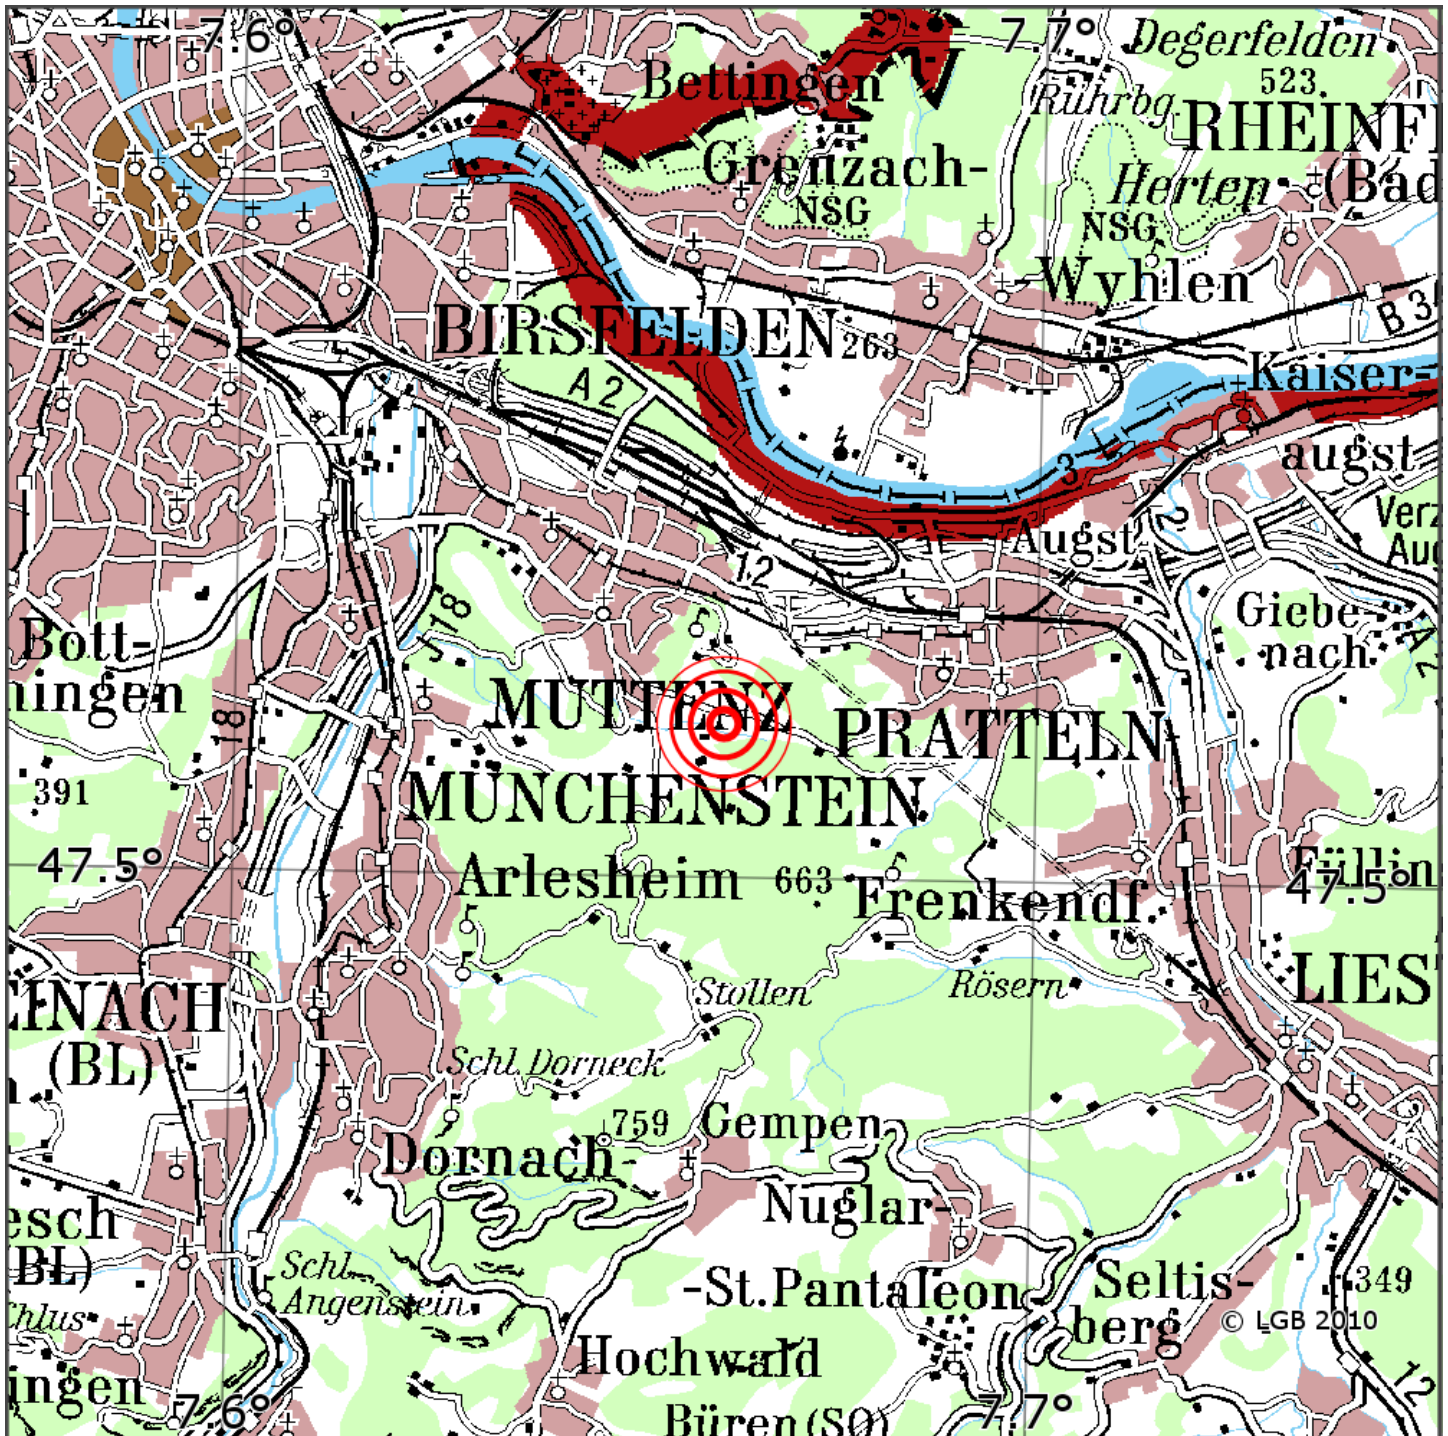 7.6°
7.7°
Degerfelden
523
Bettingen
Rührbg
RHEINF
Grenzach-
Herten
(Bad
NSG
NSG
Wyhlen
B 3
BIRSFELDEN
263
Kaiser-
A 2
augst
3
Verz
Augst
2
Aug
12
Giebe-
nach
J 18
A 2
Bott-
ningen
MUTTENZ
18
PRATTELN
391
MÜNCHENSTEIN
47.5°
Arlesheim
663
Frenkendf.
Füllin
47.5°
Stollen
Rösern
LIES
EINACH
(BL)
Schl. Dorneck
759
Gempen
Dornach-
Nuglar-
esch
(BL)
Schl.
Angenstein
-St.Pantaleon
Seltis-
berg
349
© LGB 2010
chlus
Hochwald
ingen
12
7.6°
7.7°
Büren (SO)